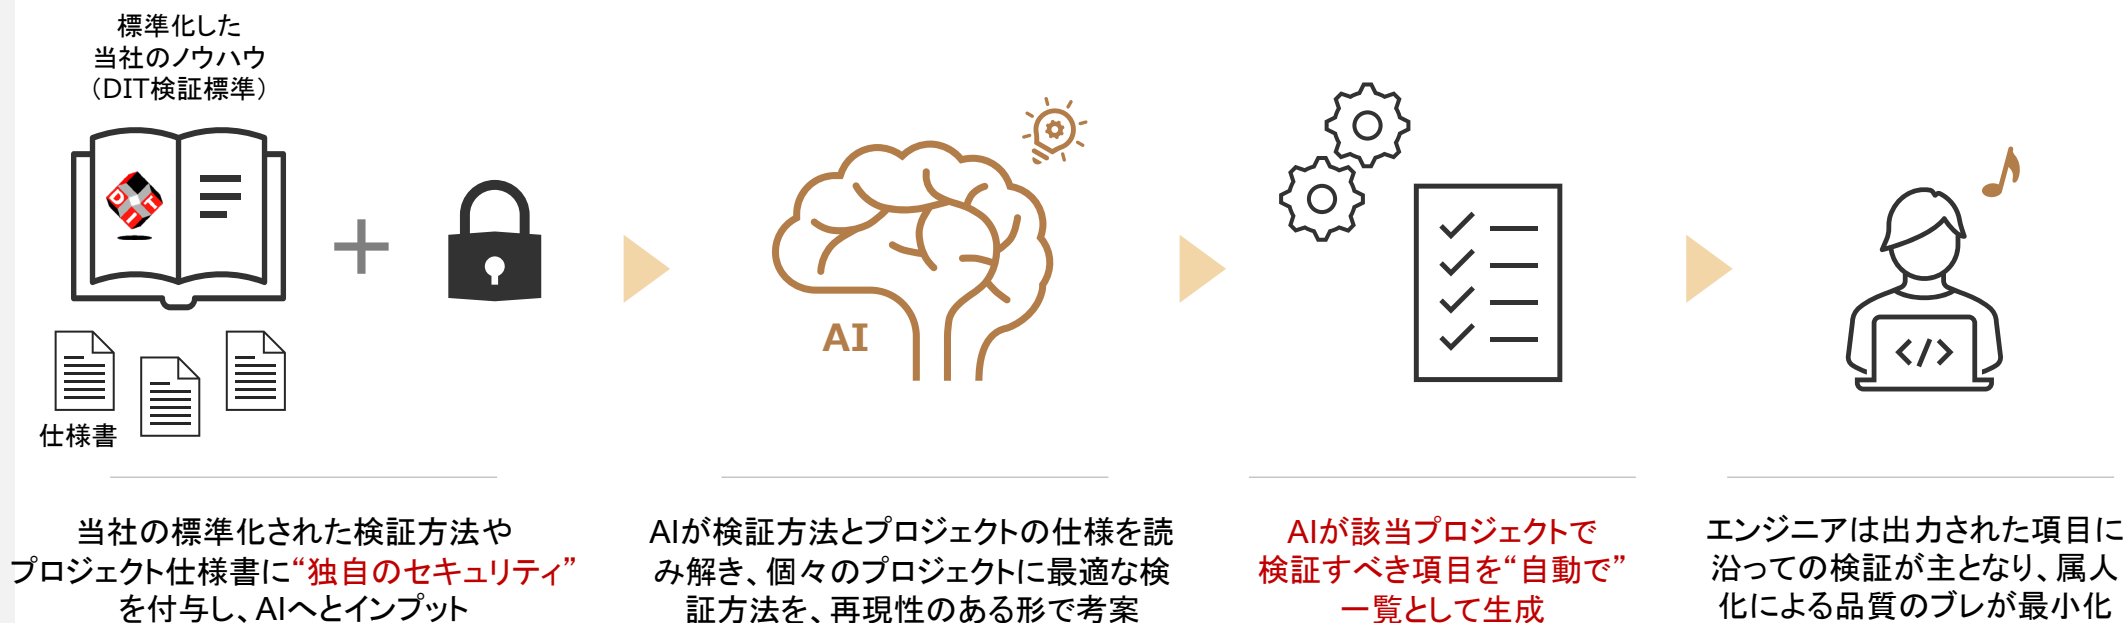 標準化した
当社のノウハウ
（DIT検証標準）
DIT
仕様書
AI
</>
当社の標準化された検証方法や
プロジェクト仕様書に“独自のセキュリティ”
を付与し、AIへとインプット
AIが検証方法とプロジェクトの仕様を読
み解き、個々のプロジェクトに最適な検
証方法を、再現性のある形で考案
AIが該当プロジェクトで
検証すべき項目を“自動で”
一覧として生成
エンジニアは出力された項目に
沿っての検証が主となり、属人
化による品質のブレが最小化